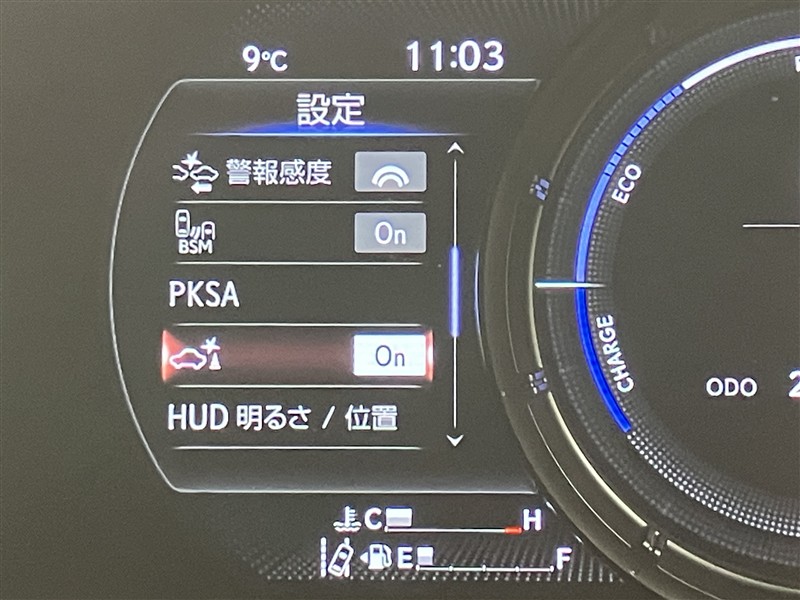 9℃ 11:03
設定
警報感度
BSM On
PKSA
On
HUD 明るさ / 位置
ECO
CHARGE
ODO
C H
E F